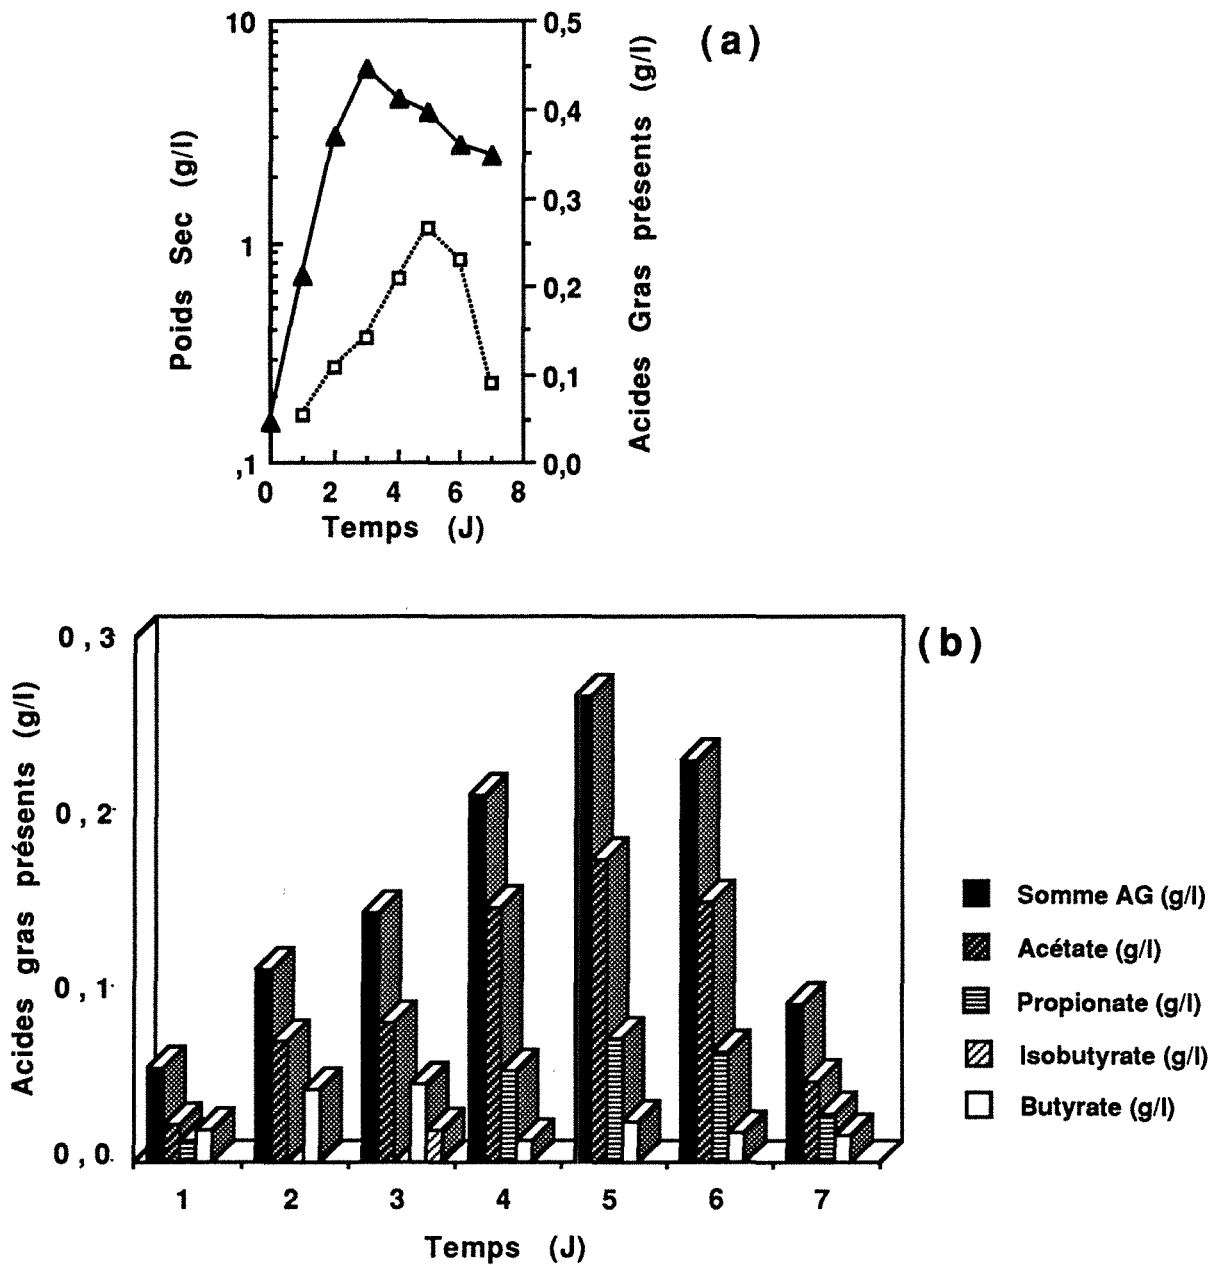 (a)
10
1
,1
Poids Sec (g/l)
0,5
0,4
0,3
0,2
0,1
0,0
Acides Gras présents (g/l)
0 2 4 6 8
Temps (J)
(b)
0,3
0,2
0,1
0,0
Acides gras présents (g/l)
1 2 3 4 5 6 7
Temps (J)
Somme AG (g/l)
Acétate (g/l)
Propionate (g/l)
Isobutyrate (g/l)
Butyrate (g/l)